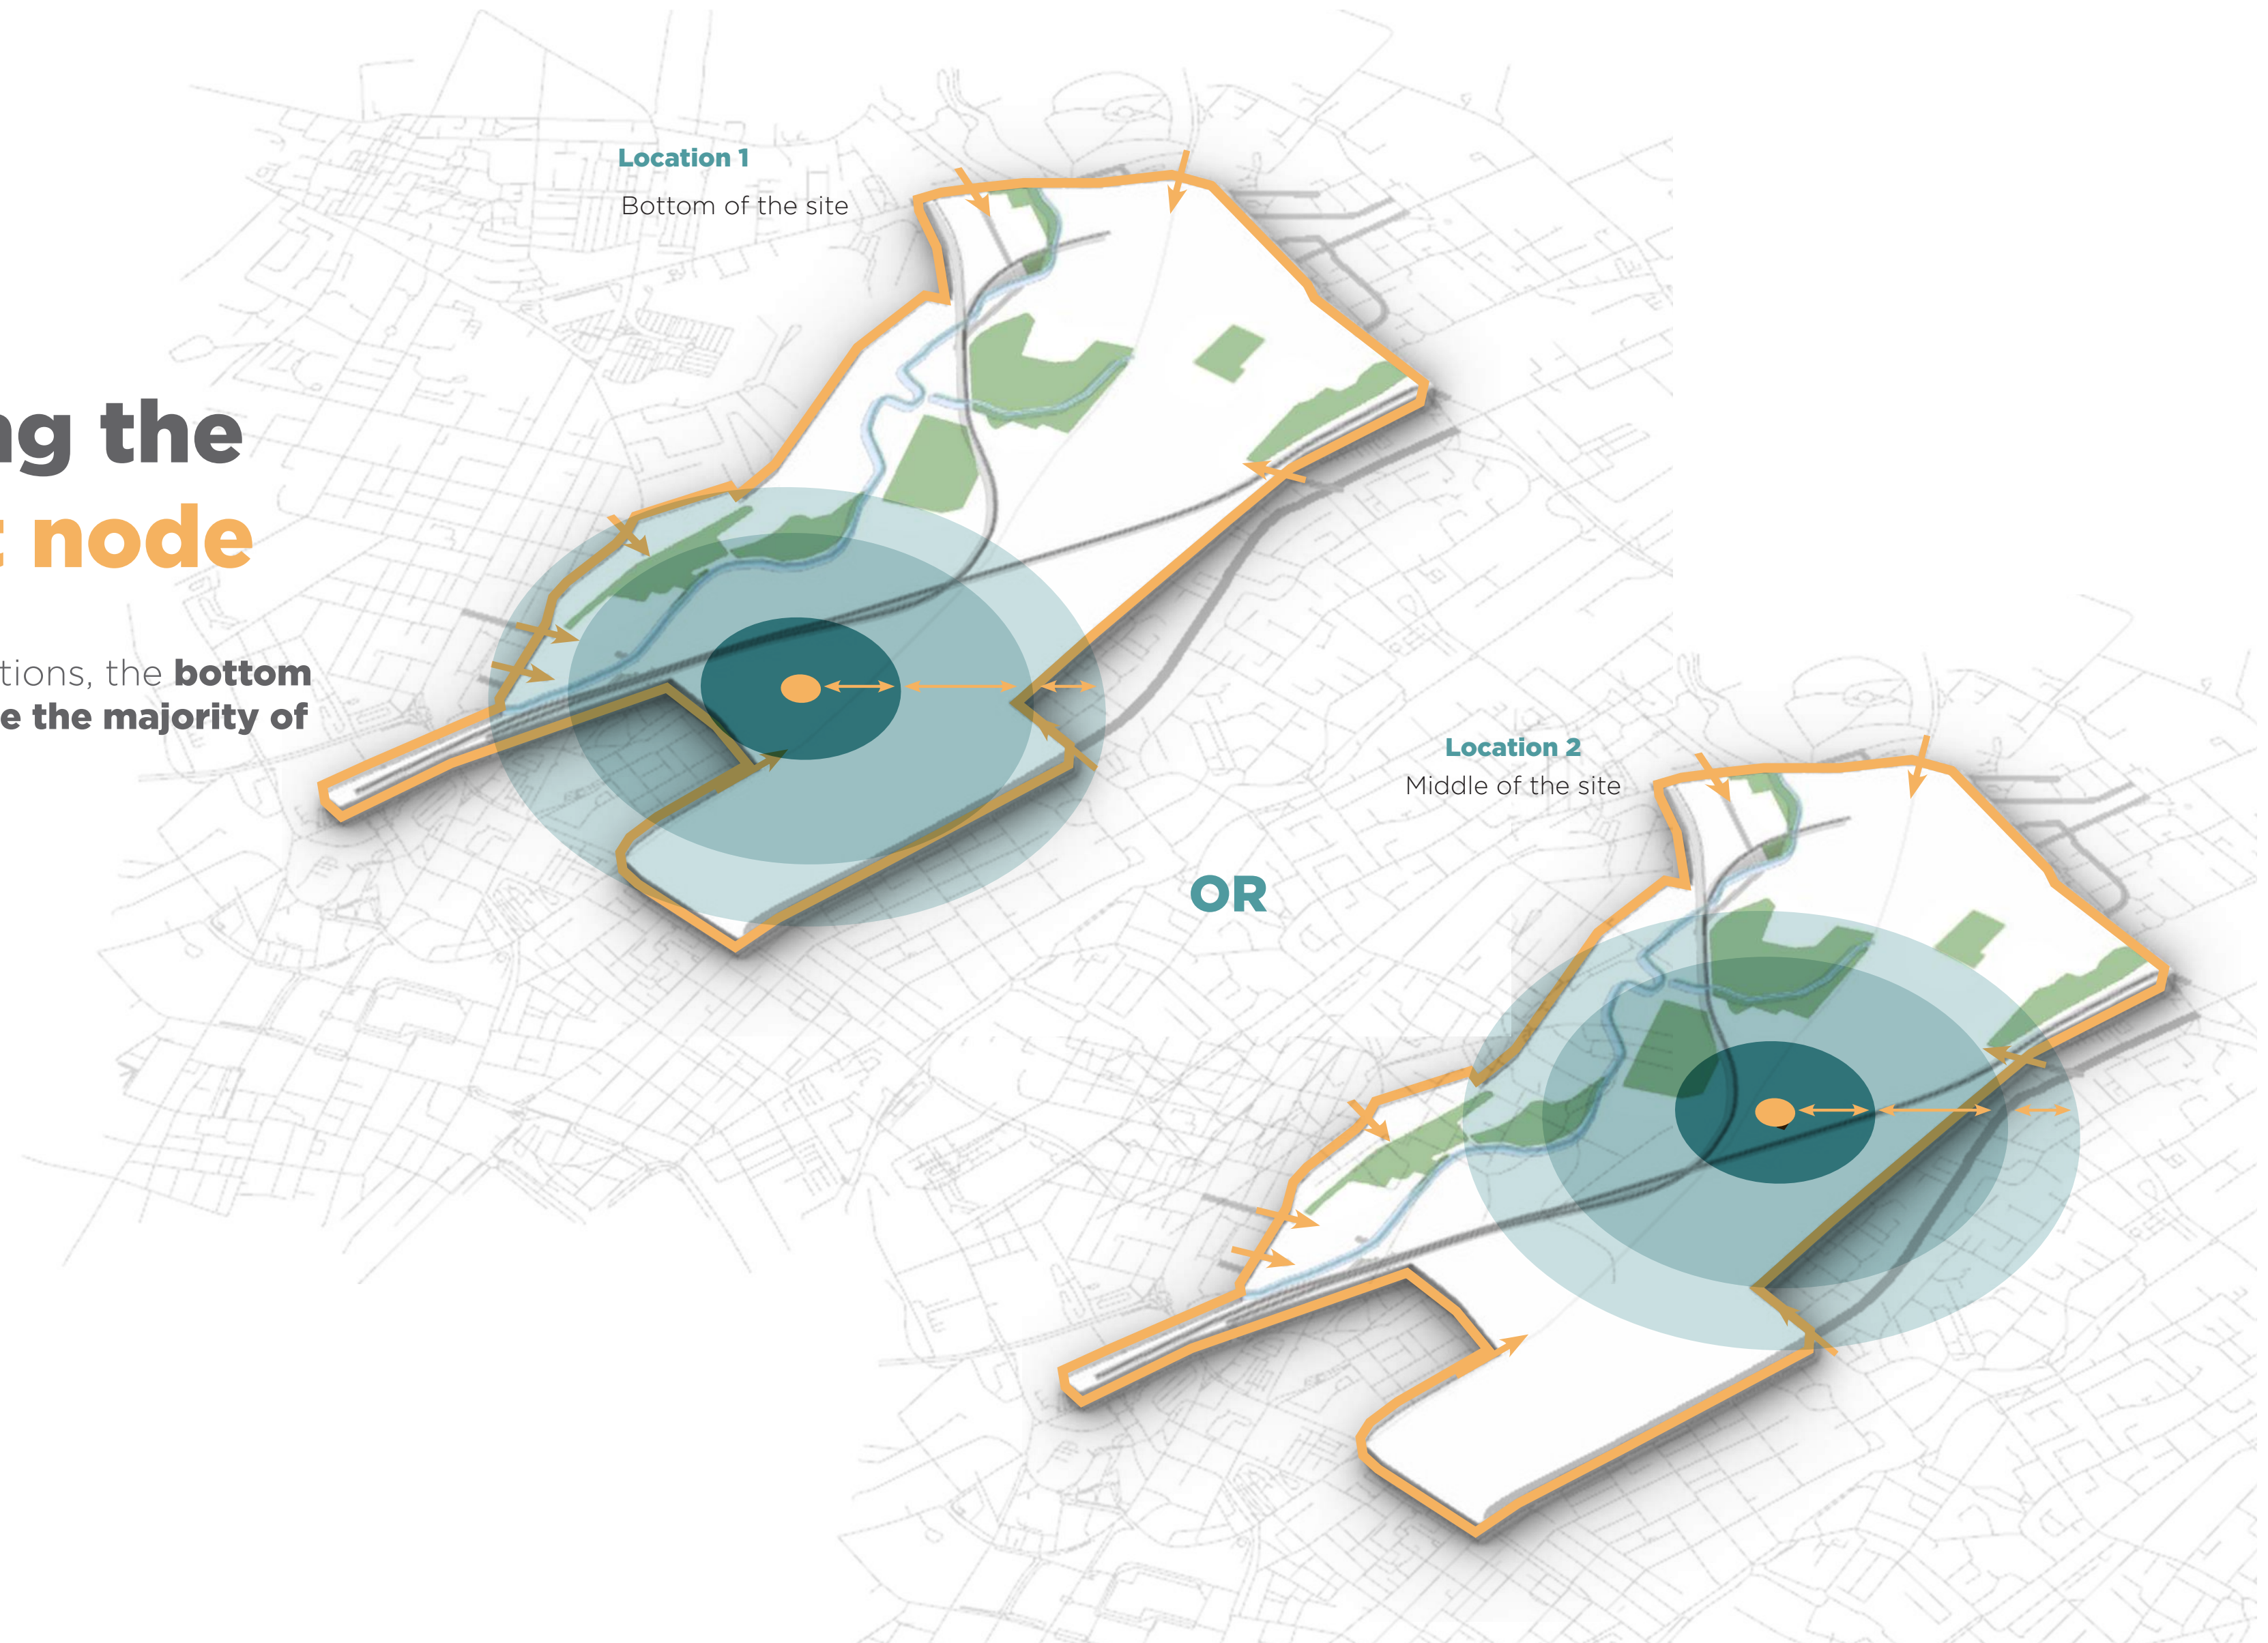 ng the
t node
tions, the bottom
e the majority of
Location 1
Bottom of the site
OR
Location 2
Middle of the site